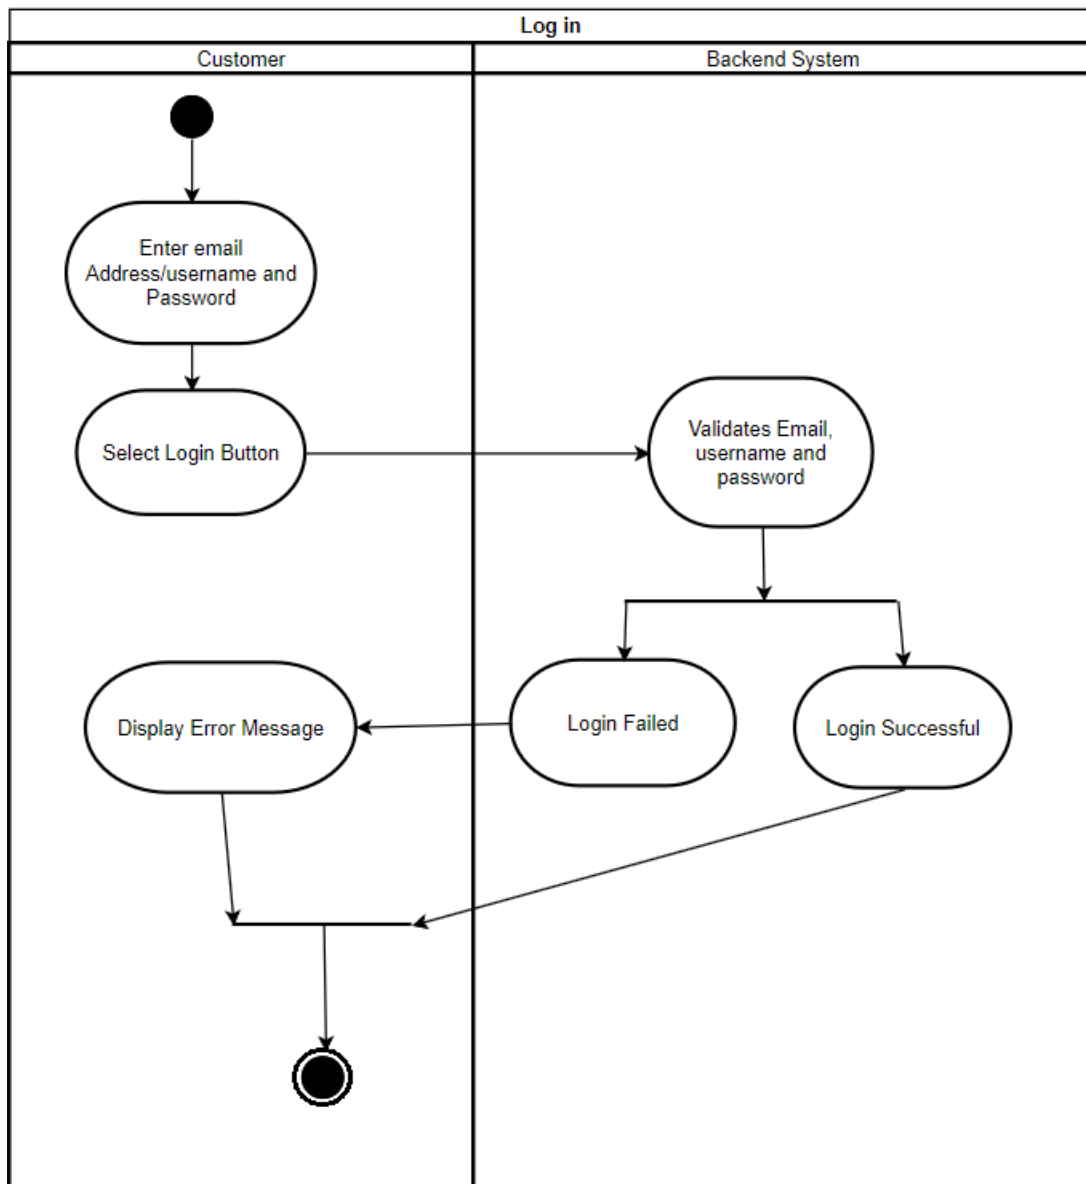 Log in
Customer
Backend System
Enter email
Address/username and
Password
Select Login Button
Validates Email,
username and
password
Display Error Message
Login Failed
Login Successful